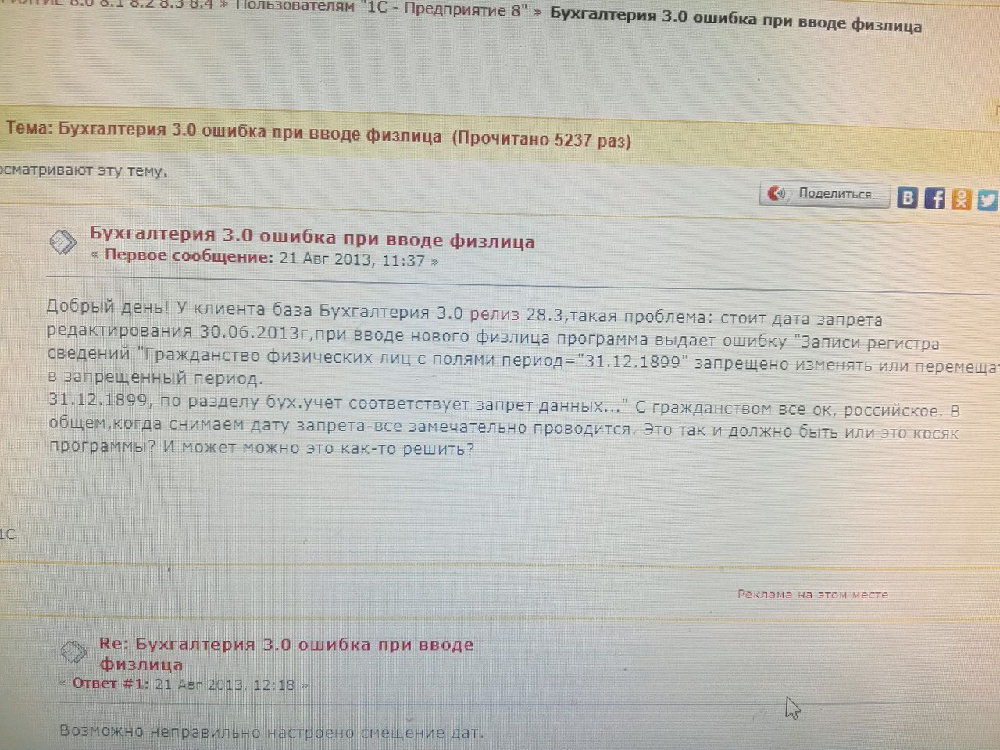 8.0 8.1 8.2 8.3 8.4 » Пользователям "1С - Предприятие 8" » Бухгалтерия 3.0 ошибка при вводе физлица
Тема: Бухгалтерия 3.0 ошибка при вводе физлица (Прочитано 5237 раз)
осматривают эту тему.
Поделиться...
Бухгалтерия 3.0 ошибка при вводе физлица
« Первое сообщение: 21 Авг 2013, 11:37 »
Добрый день! У клиента база Бухгалтерия 3.0 релиз 28.3,такая проблема: стоит дата запрета
редактирования 30.06.2013г,при вводе нового физлица программа выдает ошибку "Записи регистра
сведений "Гражданство физических лиц с полями период="31.12.1899" запрещено изменять или перемещат
в запрещенный период.
31.12.1899, по разделу бух.учет соответствует запрет данных..." С гражданством все ок, российское. В
общем,когда снимаем дату запрета-все замечательно проводится. Это так и должно быть или это косяк
программы? И может можно это как-то решить?
1С
Реклама на этом месте
Re: Бухгалтерия 3.0 ошибка при вводе
физлица
« Ответ #1: 21 Авг 2013, 12:18 »
Возможно неправильно настроено смещение дат.